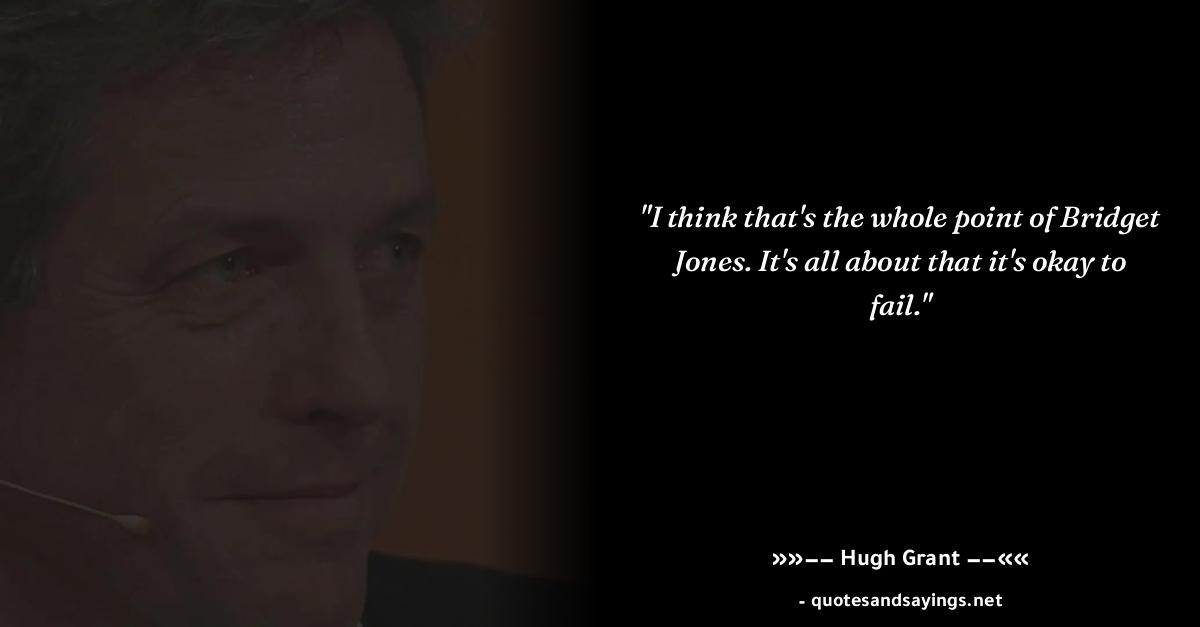 "I think that's the whole point of Bridget
Jones. It's all about that it's okay to
fail."
»»—— Hugh Grant ——««
- quotesandsayings.net